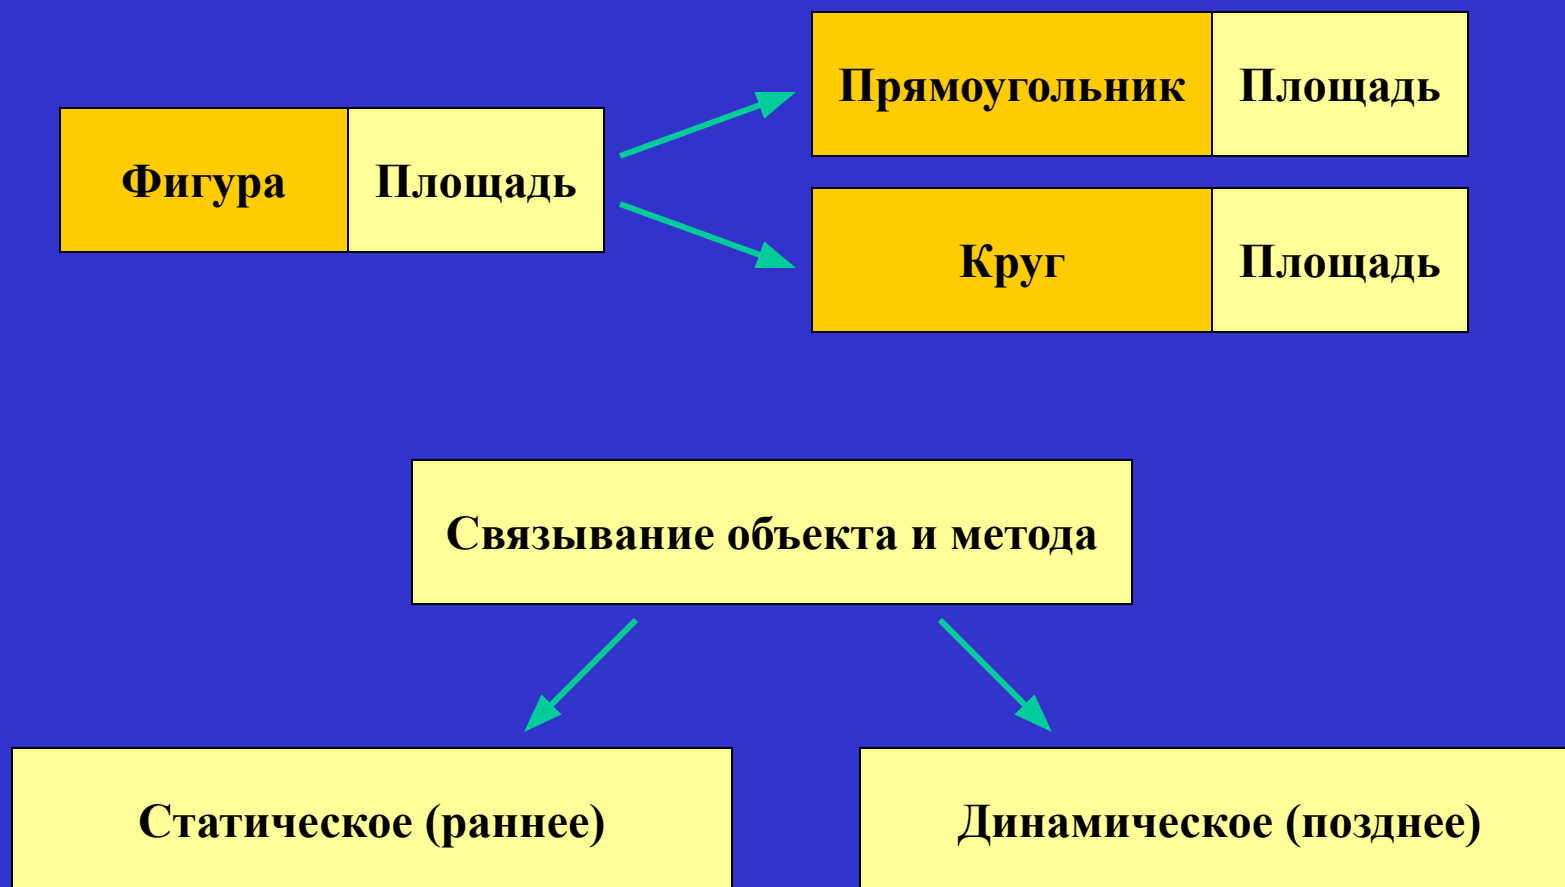 Прямоугольник
Площадь
Фигура
Площадь
Круг
Площадь
Связывание объекта и метода
Статическое (раннее)
Динамическое (позднее)